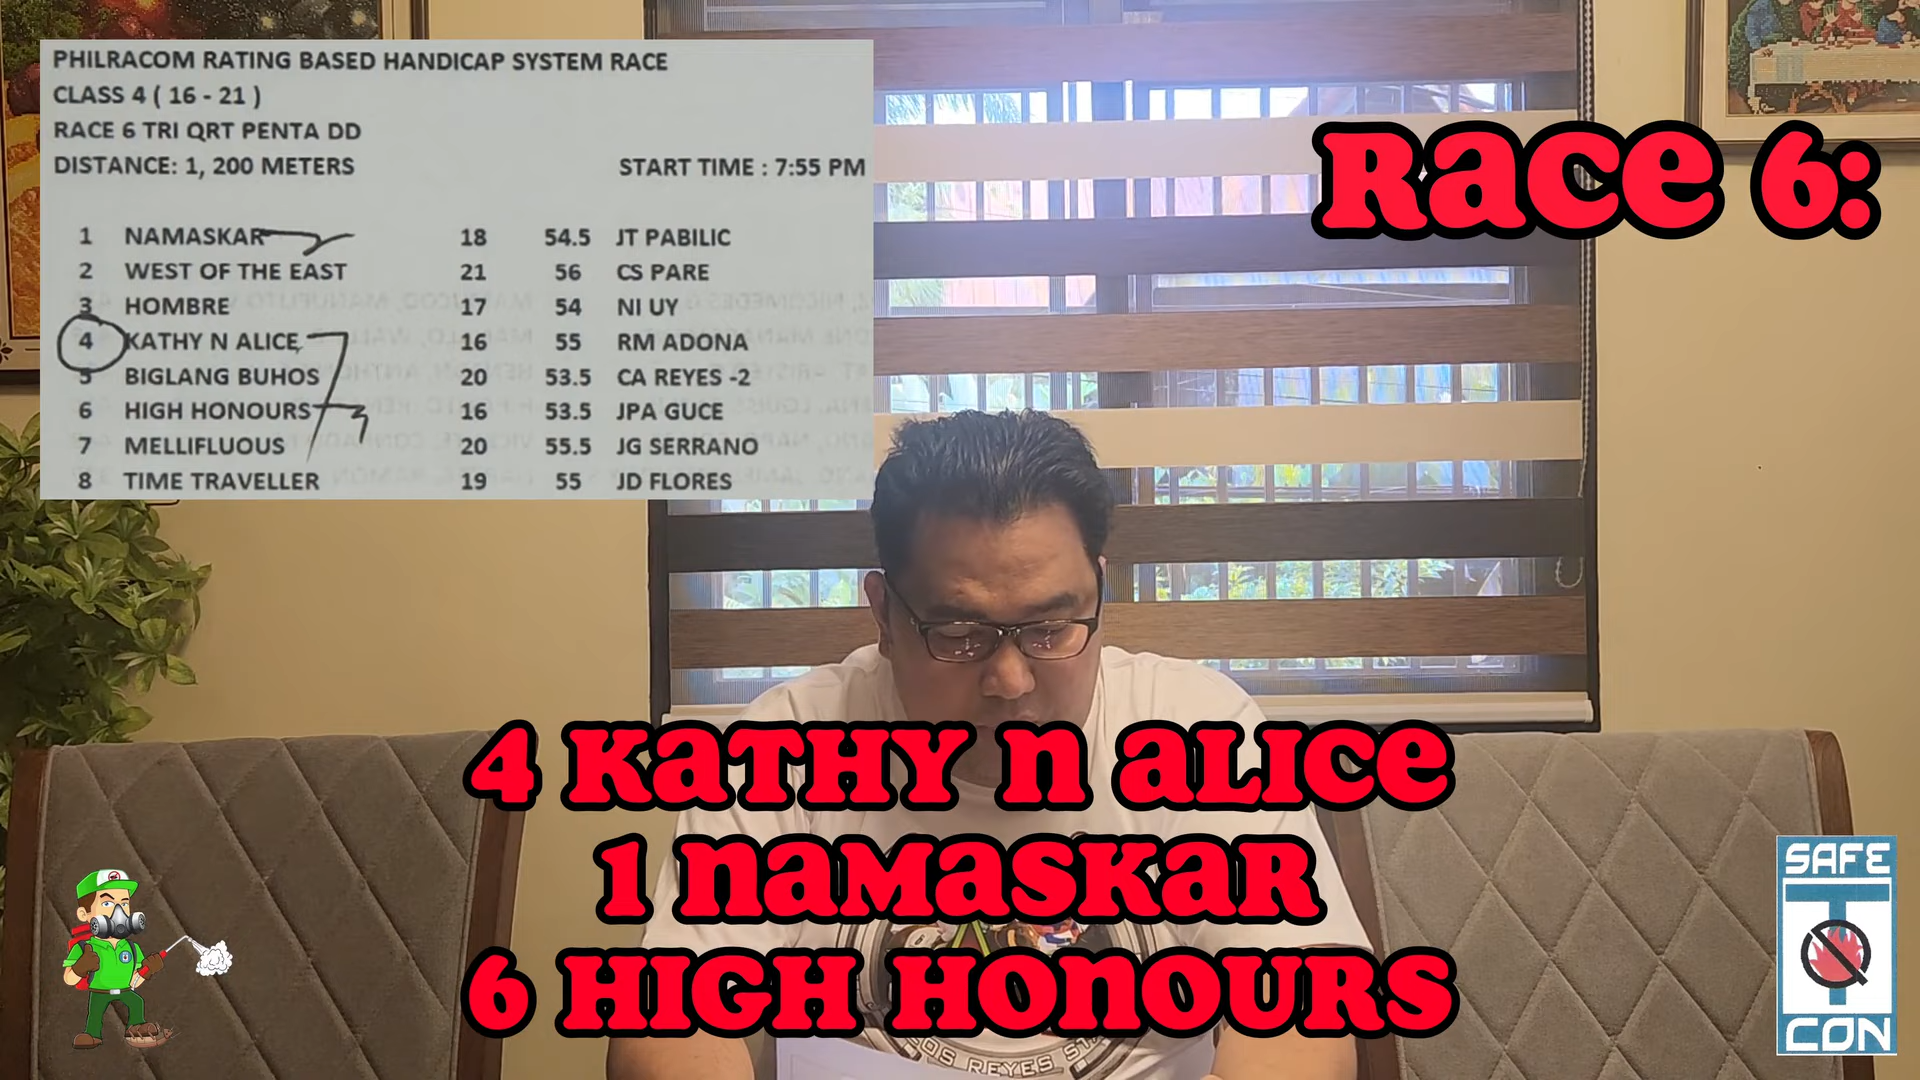 PHILRACOM RATING BASED HANDICAP SYSTEM RACE
CLASS 4 ( 16 - 21 )
RACE 6 TRI QRT PENTA DD
DISTANCE: 1, 200 METERS START TIME : 7:55 PM
1 NAMASKAR 18 54.5 JT PABILIC
2 WEST OF THE EAST 21 56 CS PARE
3 HOMBRE 17 54 NI UY
4 KATHY N ALICE 16 55 RM ADONA
5 BIGLANG BUHOS 20 53.5 CA REYES -2
6 HIGH HONOURS 16 53.5 JPA GUCE
7 MELLIFLUOUS 20 55.5 JG SERRANO
8 TIME TRAVELLER 19 55 JD FLORES
Race 6:
4 KATHY N ALICE
1 NAMASKAR
6 HIGH HONOURS
REYES
SAFE
T
CON